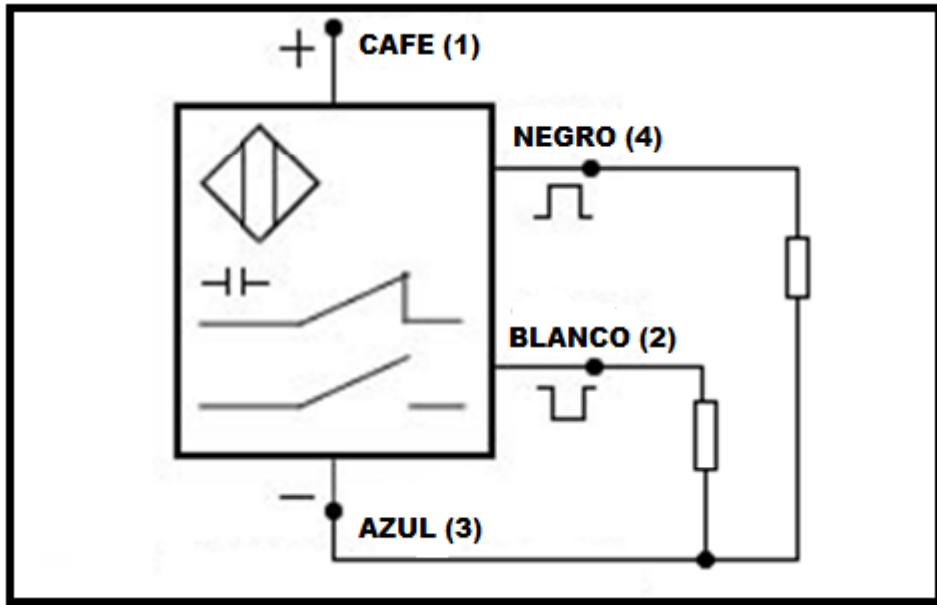 + CAFE (1)
NEGRO (4)
BLANCO (2)
— AZUL (3)